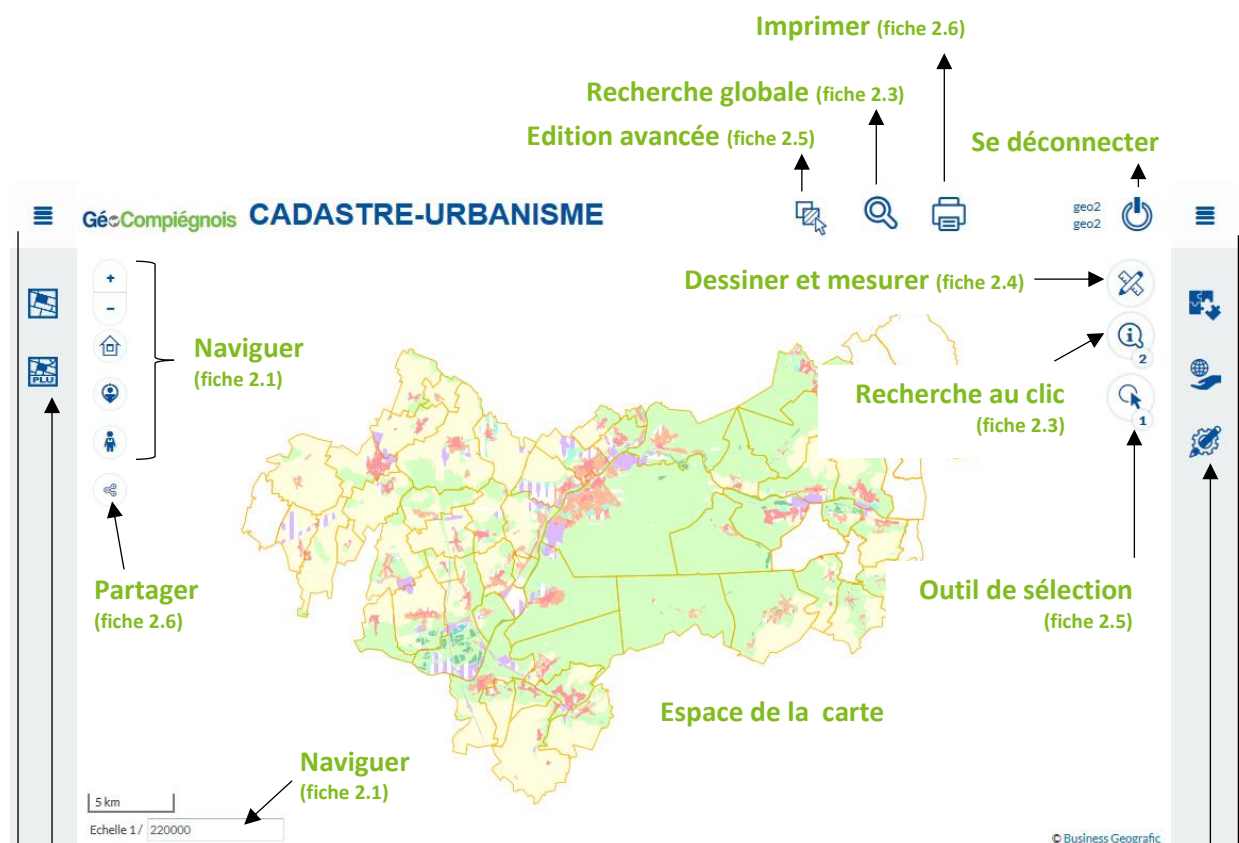 Imprimer (fiche 2.6)
Recherche globale (fiche 2.3)
Edition avancée (fiche 2.5)
Se déconnecter
GéoCompiégnois CADASTRE-URBANISME
geo2
geo2
Dessiner et mesurer (fiche 2.4)
+
-
Naviguer
(fiche 2.1)
2
Recherche au clic
(fiche 2.3)
1
PLU
Partager
(fiche 2.6)
Outil de sélection
(fiche 2.5)
Espace de la carte
Naviguer
(fiche 2.1)
5 km
Echelle 1 / 220000
© Business Geografic